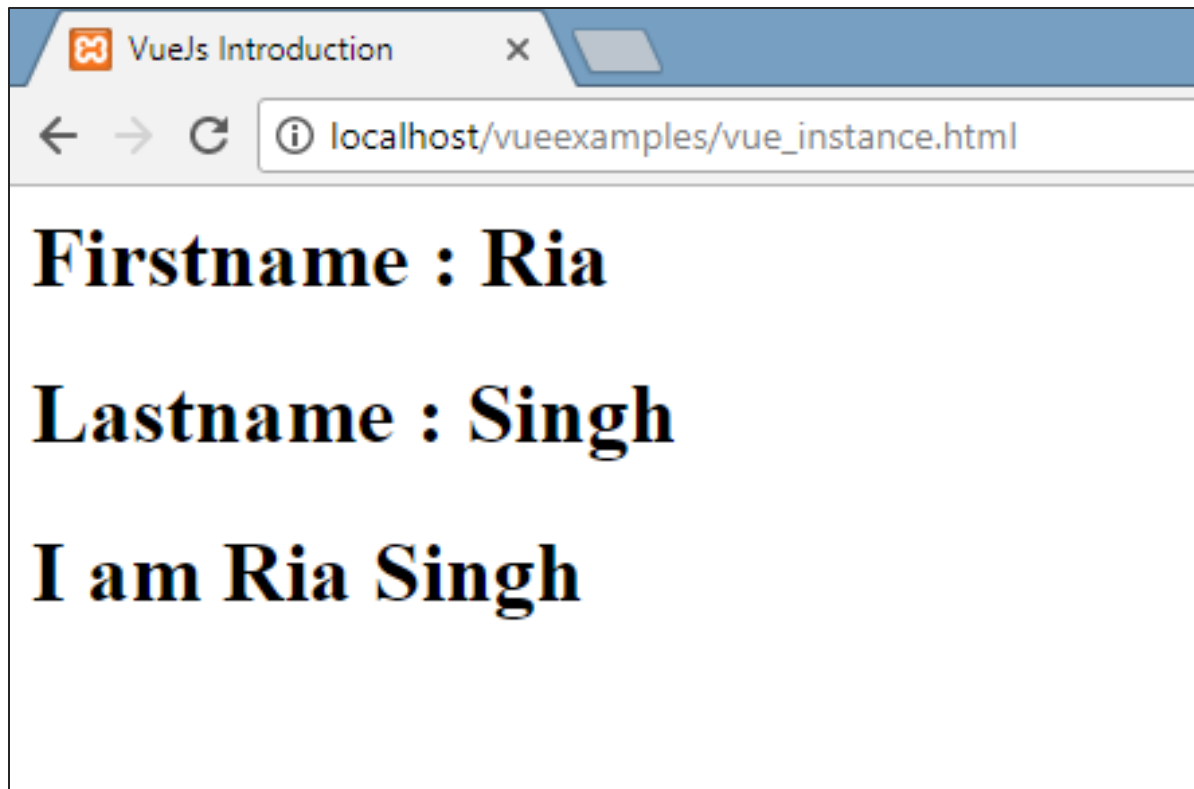 VueJs Introduction
localhost/vueexamples/vue_instance.html
Firstname : Ria
Lastname : Singh
I am Ria Singh